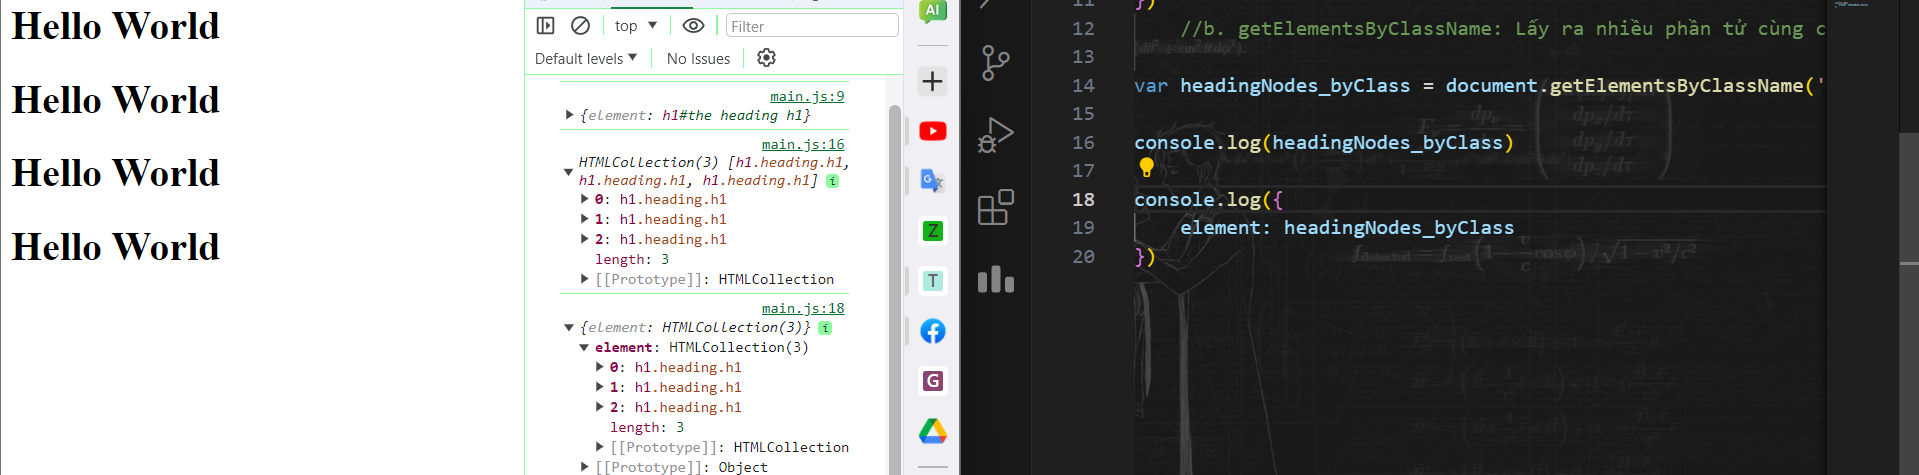 Hello World
Hello World
Hello World
Hello World
top
Filter
Default levels
No Issues
main.js:9
{element: h1#the heading h1}
main.js:16
HTMLCollection(3) [h1.heading.h1,
h1.heading.h1, h1.heading.h1] i
0: h1.heading.h1
1: h1.heading.h1
2: h1.heading.h1
length: 3
[[Prototype]]: HTMLCollection
main.js:18
{element: HTMLCollection(3)} i
element: HTMLCollection(3)
0: h1.heading.h1
1: h1.heading.h1
2: h1.heading.h1
length: 3
[[Prototype]]: HTMLCollection
[[Prototype]]: Object
AI
G
Z
T
G
11 })
12 //b. getElementsByClassName: Lấy ra nhiều phần tử cùng c
13
14 var headingNodes_byClass = document.getElementsByClassName('
15
16 console.log(headingNodes_byClass)
17
18 console.log({
19 element: headingNodes_byClass
20 })